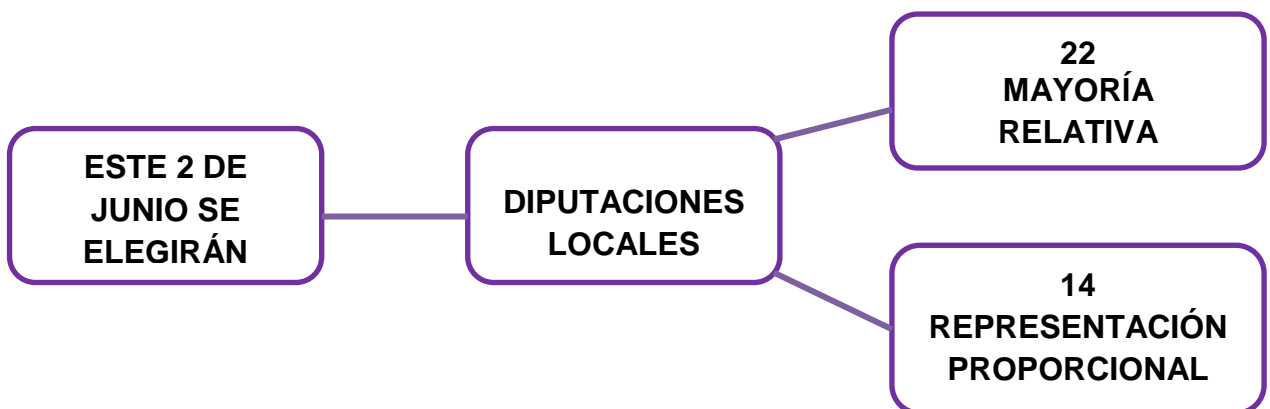 ESTE 2 DE
JUNIO SE
ELEGIRÁN
DIPUTACIONES
LOCALES
22
MAYORÍA
RELATIVA
14
REPRESENTACIÓN
PROPORCIONAL